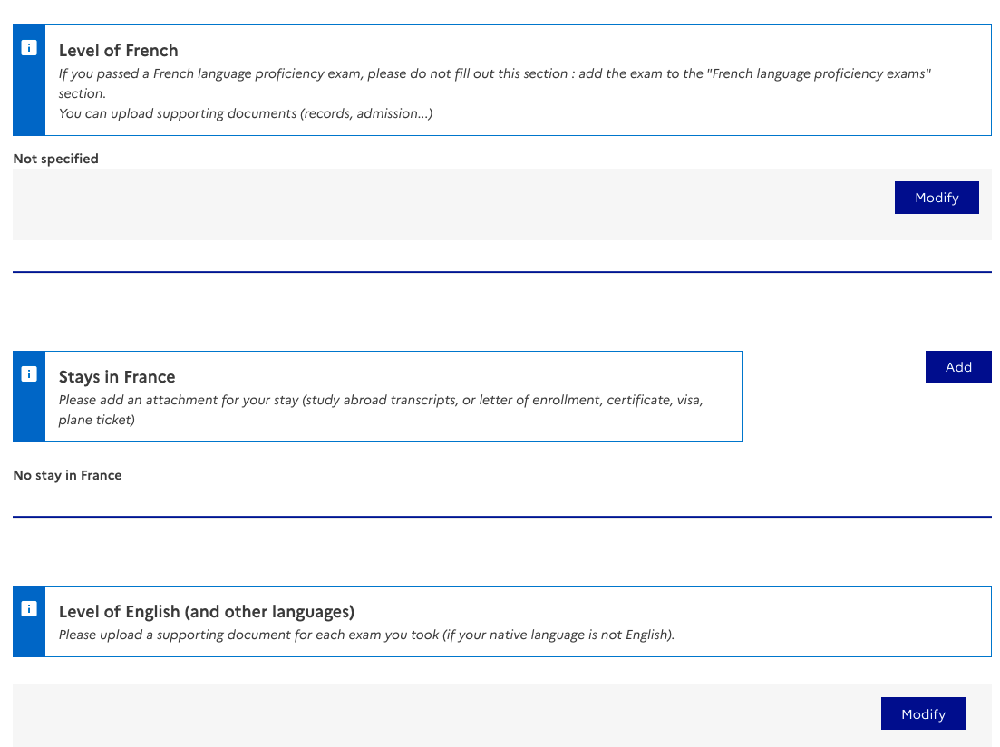 Level of French
If you passed a French language proficiency exam, please do not fill out this section : add the exam to the "French language proficiency exams"
section.
You can upload supporting documents (records, admission...)
Not specified
Modify
Stays in France
Add
Please add an attachment for your stay (study abroad transcripts, or letter of enrollment, certificate, visa,
plane ticket)
No stay in France
Level of English (and other languages)
Please upload a supporting document for each exam you took (if your native language is not English).
Modify